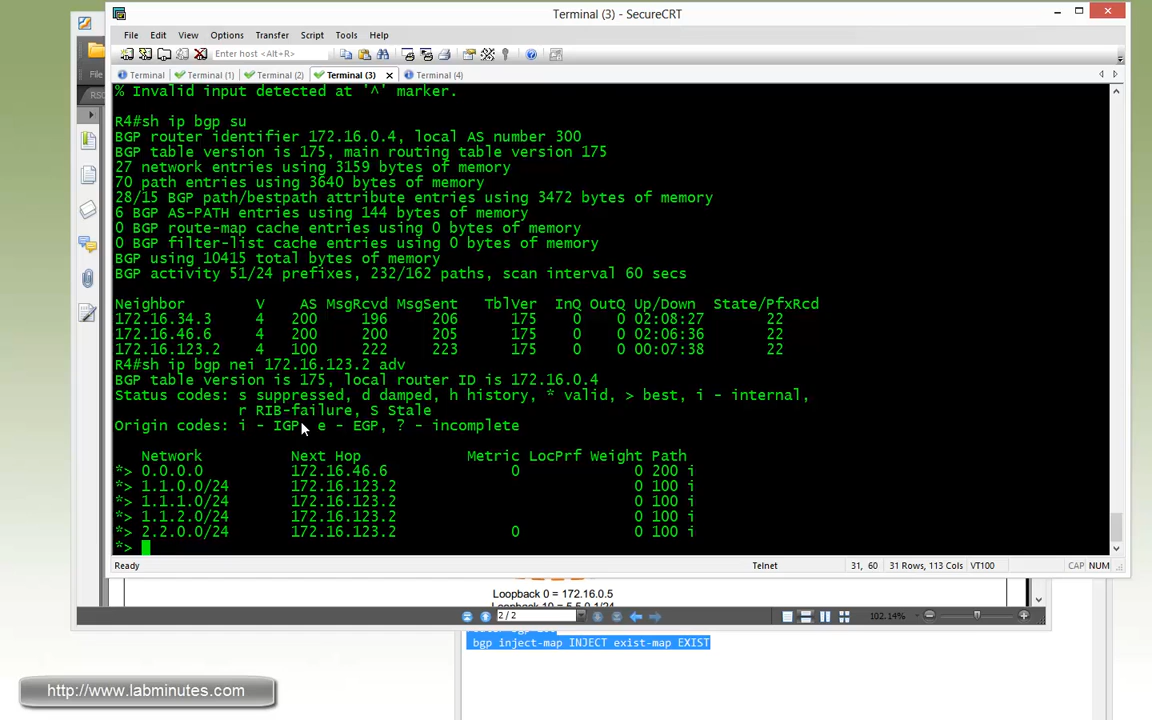 Terminal (3) - SecureCRT
File Edit View Options Transfer Script Tools Help
Enter host <Alt+R>
Terminal Terminal (1) Terminal (2) Terminal (3) Terminal (4)
% Invalid input detected at '^' marker.
R4#sh ip bgp su
BGP router identifier 172.16.0.4, local AS number 300
BGP table version is 175, main routing table version 175
27 network entries using 3159 bytes of memory
70 path entries using 3640 bytes of memory
28/15 BGP path/bestpath attribute entries using 3472 bytes of memory
6 BGP AS-PATH entries using 144 bytes of memory
0 BGP route-map cache entries using 0 bytes of memory
0 BGP filter-list cache entries using 0 bytes of memory
BGP using 10415 total bytes of memory
BGP activity 51/24 prefixes, 232/162 paths, scan interval 60 secs
Neighbor V AS MsgRcvd MsgSent TblVer InQ OutQ Up/Down State/PfxRcd
172.16.34.3 4 200 196 206 175 0 0 02:08:27 22
172.16.46.6 4 200 200 205 175 0 0 02:06:36 22
172.16.123.2 4 100 222 223 175 0 0 00:07:38 22
R4#sh ip bgp nei 172.16.123.2 adv
BGP table version is 175, local router ID is 172.16.0.4
Status codes: s suppressed, d damped, h history, * valid, > best, i - internal,
r RIB-failure, S Stale
Origin codes: i - IGP, e - EGP, ? - incomplete
Network Next Hop Metric LocPrf Weight Path
*> 0.0.0.0 172.16.46.6 0 0 200 i
*> 1.1.0.0/24 172.16.123.2 0 100 i
*> 1.1.1.0/24 172.16.123.2 0 100 i
*> 1.1.2.0/24 172.16.123.2 0 100 i
*> 2.2.0.0/24 172.16.123.2 0 0 100 i
*>
Ready Telnet 31, 60 31 Rows, 113 Cols VT100 CAP NUM
Loopback 0 = 172.16.0.5
2 / 2 102.14%
bgp inject-map INJECT exist-map EXIST
http://www.labminutes.com